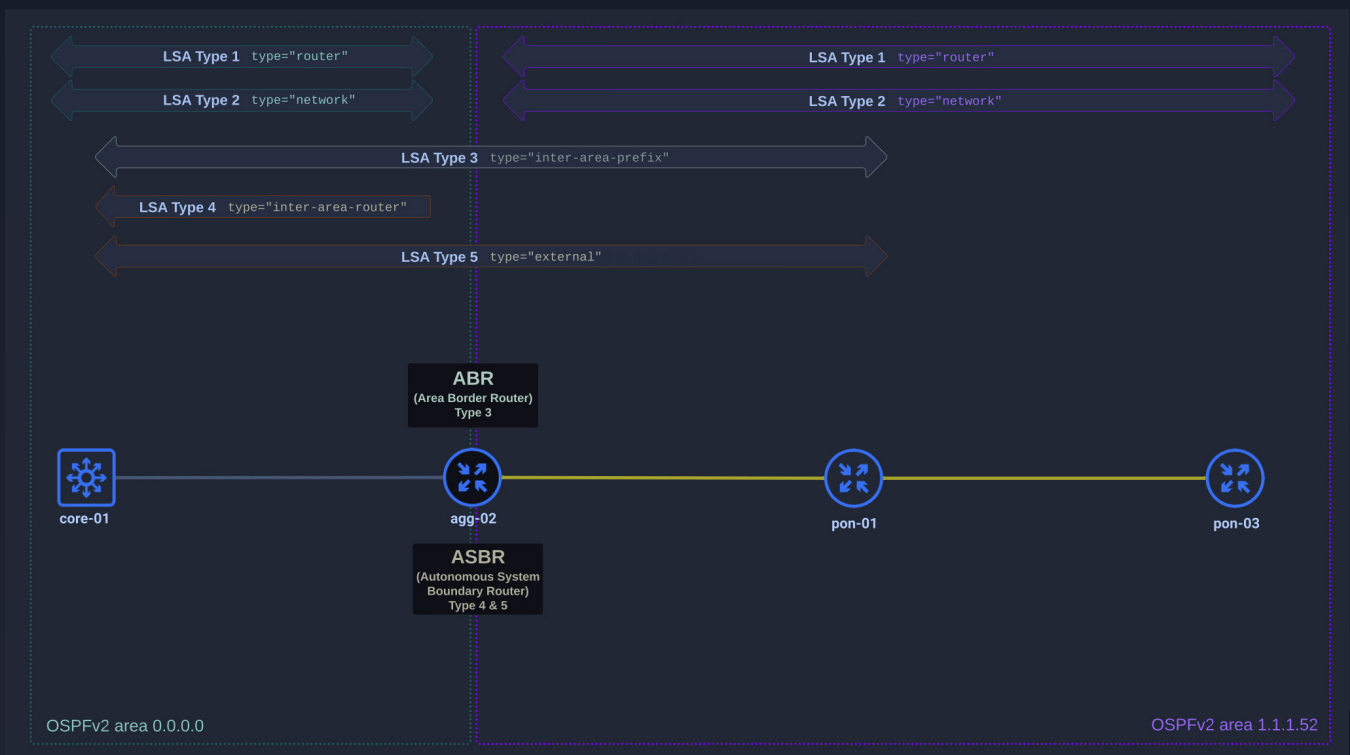 LSA Type 1 type="router"
LSA Type 1 type="router"
LSA Type 2 type="network"
LSA Type 2 type="network"
LSA Type 3 type="inter-area-prefix"
LSA Type 4 type="inter-area-router"
LSA Type 5 type="external"
ABR
(Area Border Router)
Type 3
core-01
agg-02
pon-01
pon-03
ASBR
(Autonomous System
Boundary Router)
Type 4 & 5
OSPFv2 area 0.0.0.0
OSPFv2 area 1.1.1.52